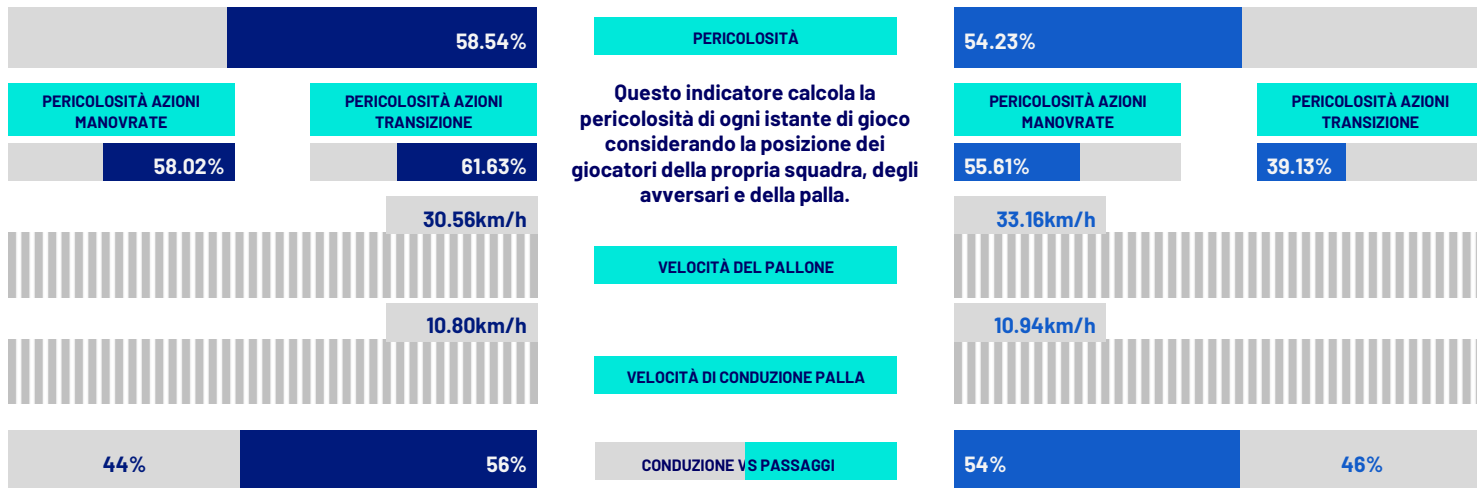 58.54%
PERICOLOSITÀ
54.23%
PERICOLOSITÀ AZIONI
MANOVRATE
PERICOLOSITÀ AZIONI
TRANSIZIONE
Questo indicatore calcola la
pericolosità di ogni istante di gioco
considerando la posizione dei
giocatori della propria squadra, degli
avversari e della palla.
PERICOLOSITÀ AZIONI
MANOVRATE
PERICOLOSITÀ AZIONI
TRANSIZIONE
58.02%
61.63%
55.61%
39.13%
30.56km/h
33.16km/h
VELOCITÀ DEL PALLONE
10.80km/h
10.94km/h
VELOCITÀ DI CONDUZIONE PALLA
44%
56%
CONDUZIONE VS PASSAGGI
54%
46%